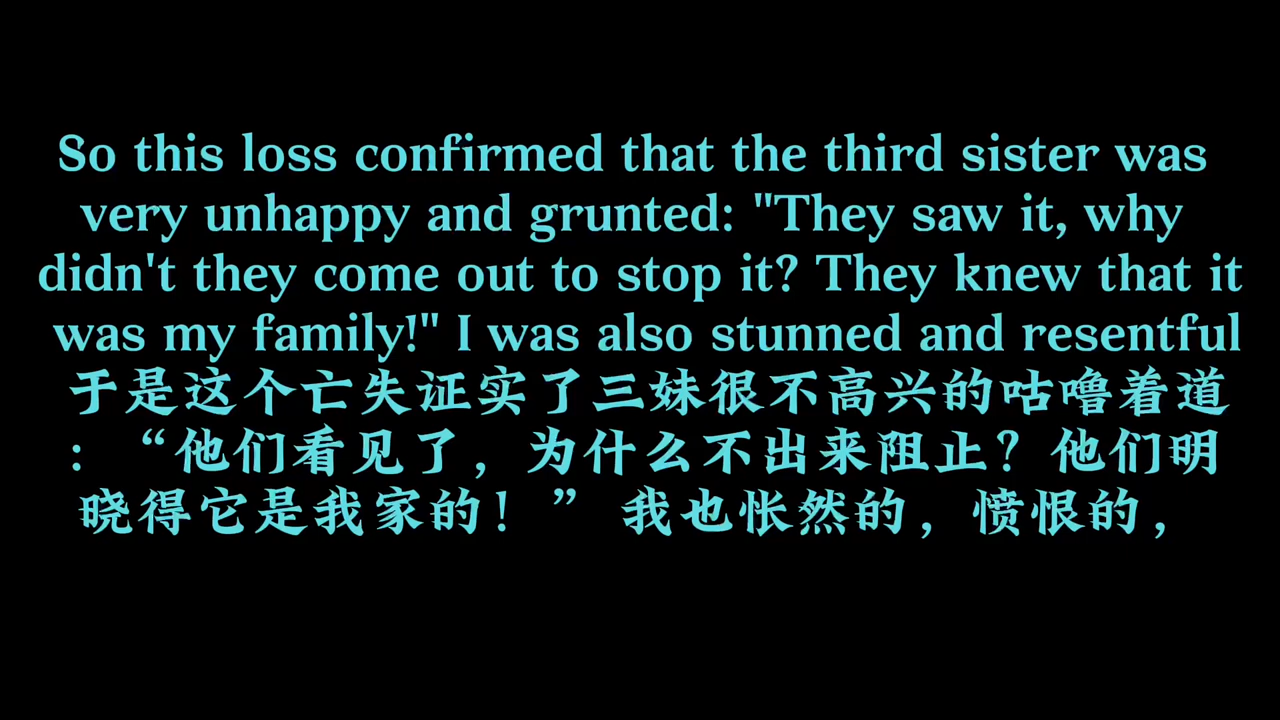 So this loss confirmed that the third sister was
very unhappy and grunted: "They saw it, why
didn't they come out to stop it? They knew that it
was my family!" I was also stunned and resentful
于是这个亡失证实了三妹很不高兴的咕噜着道
：“他们看见了，为什么不出来阻止？他们明
晓得它是我家的！” 我也怅然的，愤恨的，